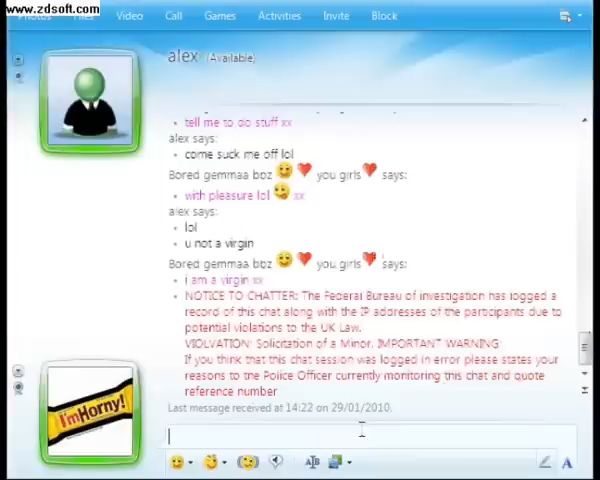 www.zdsoft.com
Photos Files Video Call Games Activities Invite Block
alex (Available)
tell me to do stuff xx
alex says:
come suck me off lol
Bored gemmaa bbz you girls says:
with pleasure lol xx
alex says:
lol
u not a virgin
Bored gemmaa bbz you girls says:
i am a virgin xx
NOTICE TO CHATTER: The Federal Bureau of investigation has logged a
record of this chat along with the IP addresses of the participants due to
potential violations to the UK Law.
VIOLVATION: Solicitation of a Minor. IMPORTANT WARNING:
If you think that this chat session was logged in error please states your
reasons to the Police Officer currently monitoring this chat and quote
reference number
I'm Horny!
Last message received at 14:22 on 29/01/2010.